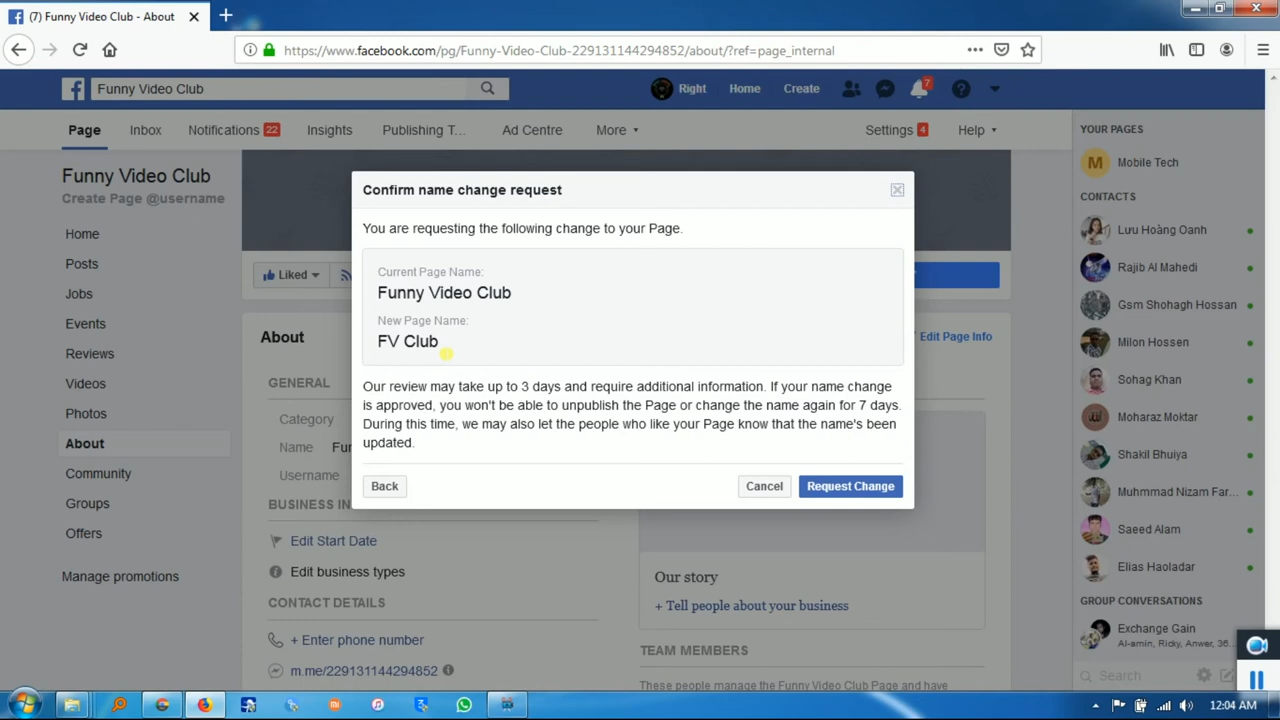 (7) Funny Video Club - About
https://www.facebook.com/pg/Funny-Video-Club-229131144294852/about/?ref=page_internal
Funny Video Club
Right
Home
Create
7
Page
Inbox
Notifications 22
Insights
Publishing T...
Ad Centre
More
Settings 4
Help
Funny Video Club
Create Page @username
Home
Posts
Jobs
Events
Reviews
Videos
Photos
About
Community
Groups
Offers
Manage promotions
Liked
Confirm name change request
You are requesting the following change to your Page.
Current Page Name:
Funny Video Club
New Page Name:
FV Club
Our review may take up to 3 days and require additional information. If your name change
is approved, you won't be able to unpublish the Page or change the name again for 7 days.
During this time, we may also let the people who like your Page know that the name's been
updated.
Back
Cancel
Request Change
About
Edit Page Info
GENERAL
Category
Name Fun
Username
BUSINESS IN
Edit Start Date
Edit business types
CONTACT DETAILS
+ Enter phone number
m.me/229131144294852
Our story
+ Tell people about your business
TEAM MEMBERS
These people manage the Funny Video Club Page and have
YOUR PAGES
M
Mobile Tech
CONTACTS
Lưu Hoàng Oanh
Rajib Al Mahedi
Gsm Shohagh Hossan
Milon Hossen
Sohag Khan
Moharaz Moktar
Shakil Bhuiya
Muhmmad Nizam Far...
Saeed Alam
Elias Haoladar
GROUP CONVERSATIONS
Exchange Gain
Al-amin, Ricky, Anwer, 36...
Search
12:04 AM